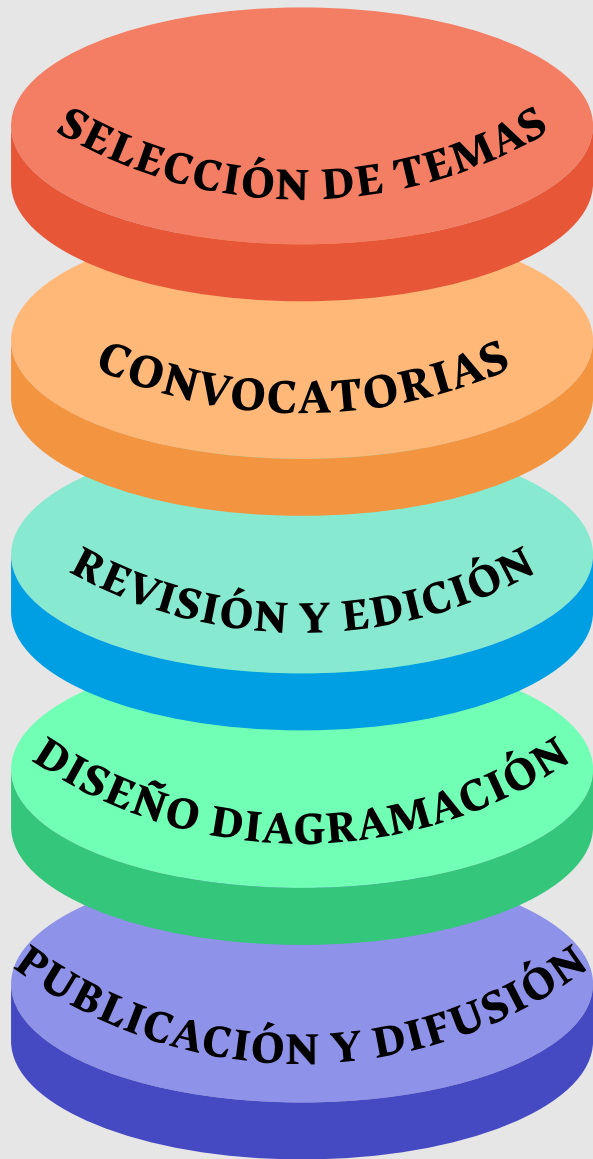 SELECCIÓN DE TEMAS
CONVOCATORIAS
REVISIÓN Y EDICIÓN
DISEÑO DIAGRAMACIÓN
PUBLICACIÓN Y DIFUSIÓN